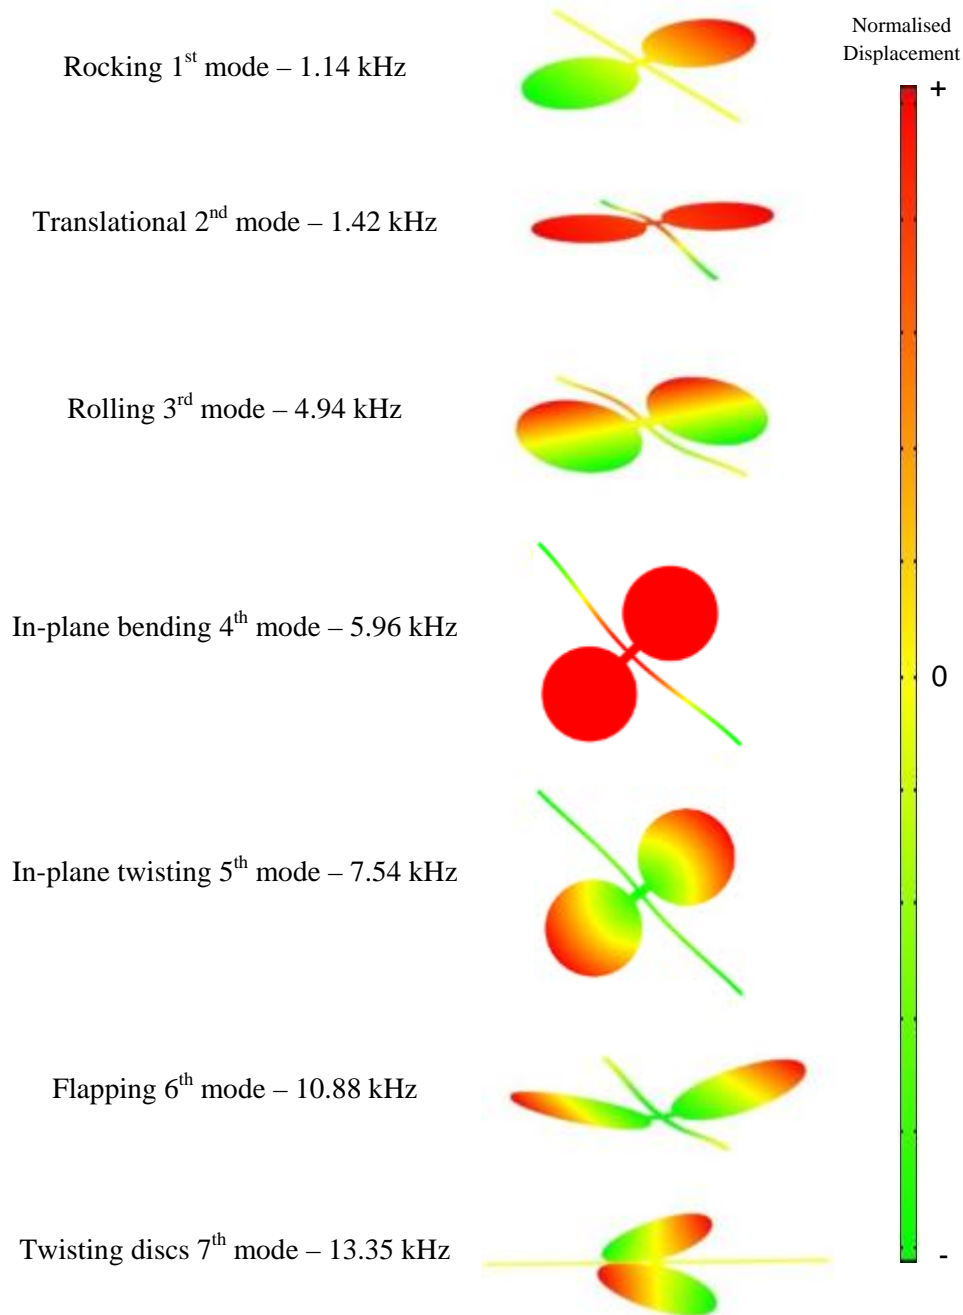 Normalised
Displacement
+
Rocking 1st mode – 1.14 kHz
Translational 2nd mode – 1.42 kHz
Rolling 3rd mode – 4.94 kHz
In-plane bending 4th mode – 5.96 kHz
0
In-plane twisting 5th mode – 7.54 kHz
Flapping 6th mode – 10.88 kHz
Twisting discs 7th mode – 13.35 kHz
-